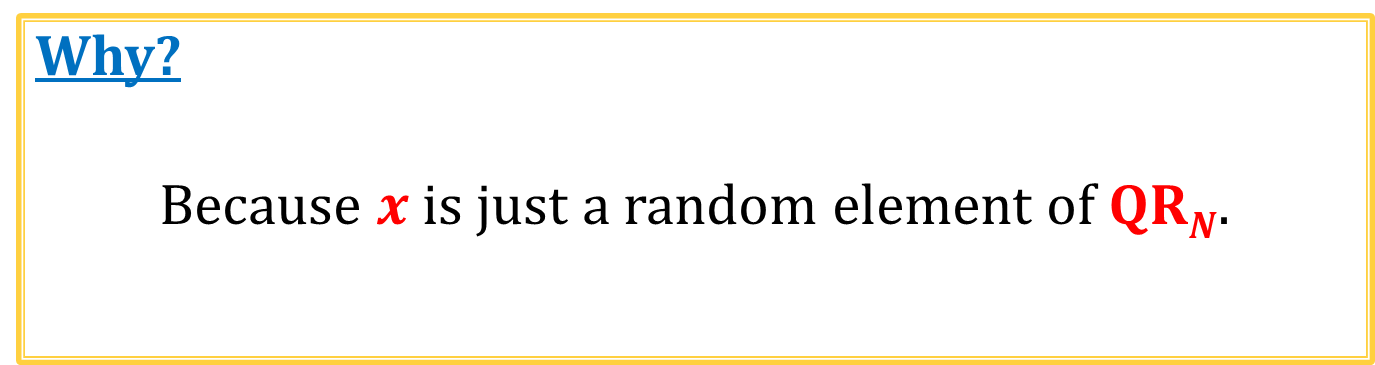 Why?
Because x is just a random element of QR_N.